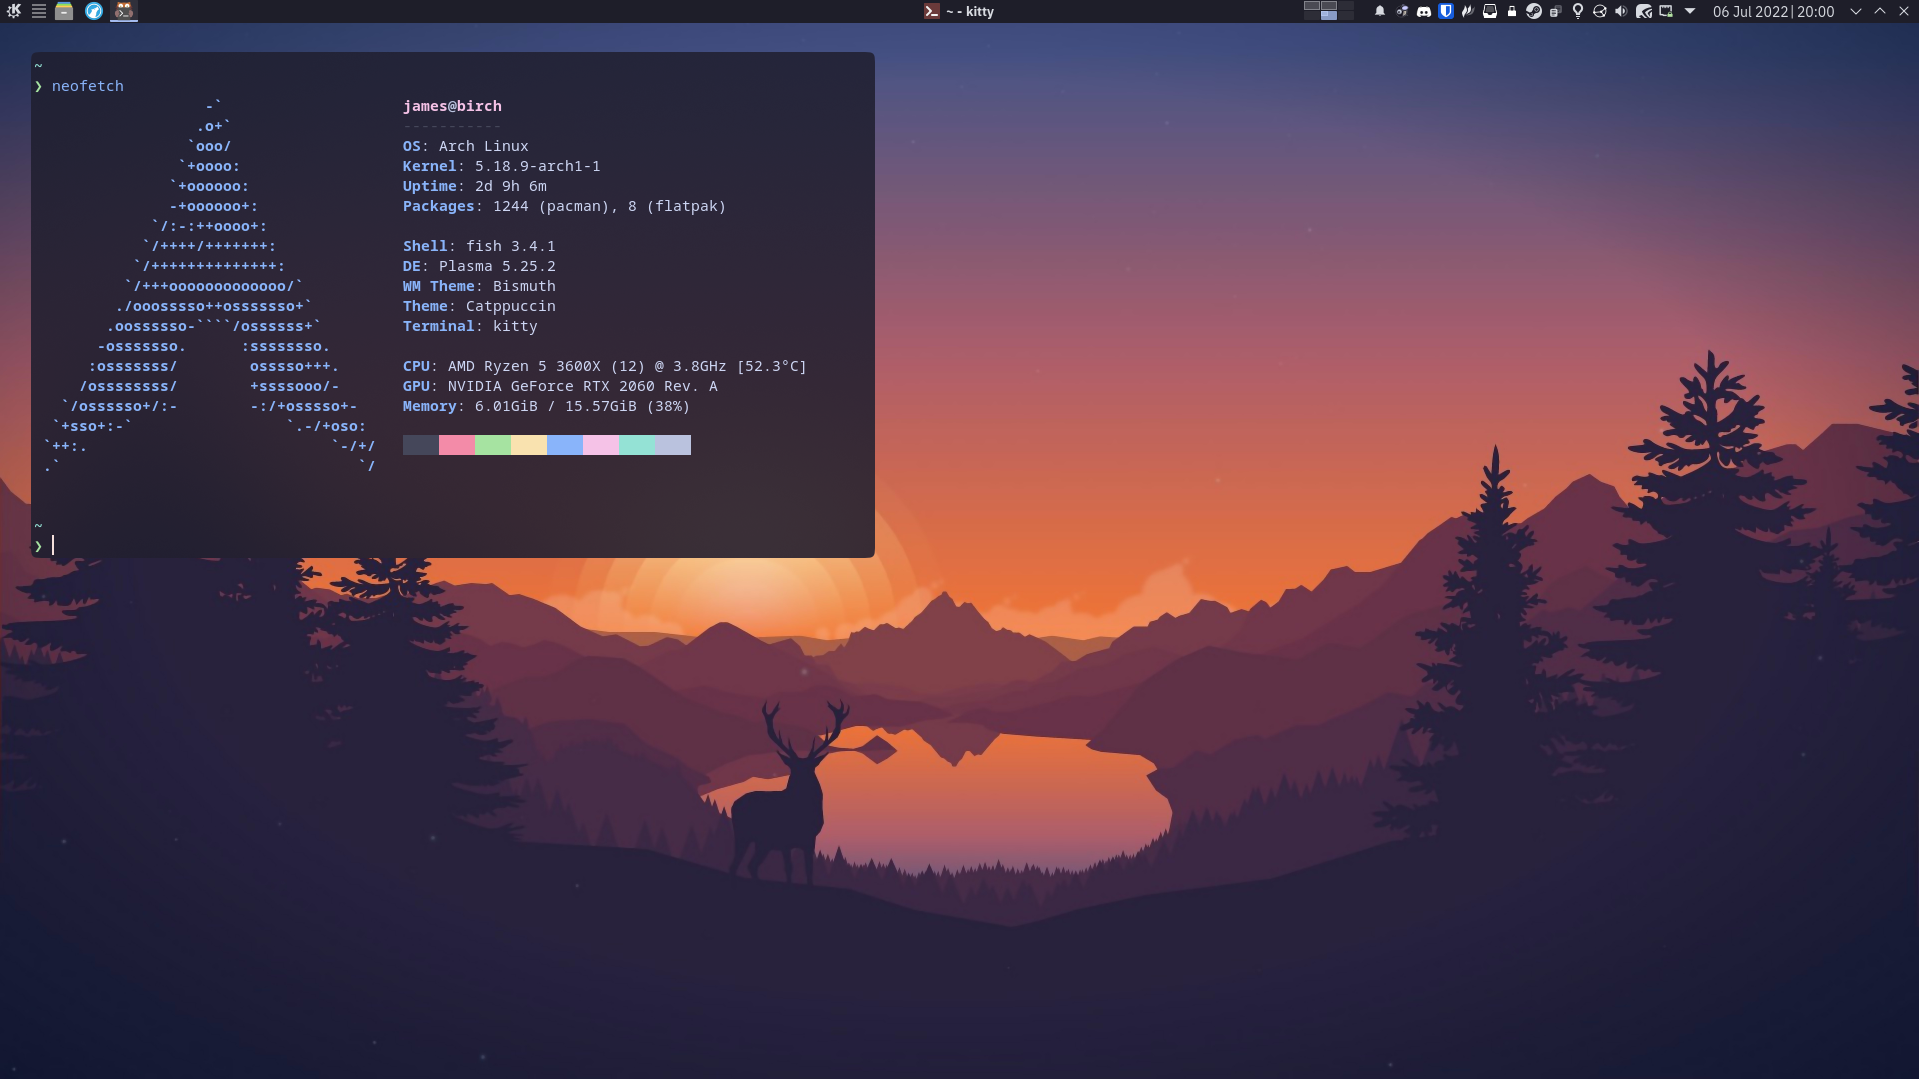 ~ - kitty
06 Jul 2022|20:00
~
❯ neofetch
                   -`
                  .o+`
                 `ooo/
                `+oooo:
               `+oooooo:
               -+oooooo+:
             `/:-:++oooo+:
            `/++++/+++++++:
           `/++++++++++++++:
          `/+++ooooooooooooo/`
         ./ooosssso++osssssso+`
        .oossssso-````/ossssss+`
       -osssssso.      :ssssssso.
      :osssssss/        osssso+++.
     /ossssssss/        +ssssooo/-
   `/ossssso+/:-        -:/+osssso+-
  `+sso+:-`                 `.-/+oso:
 `++:.                           `-/+/
 .`                                 `/
james@birch
-----------
OS: Arch Linux
Kernel: 5.18.9-arch1-1
Uptime: 2d 9h 6m
Packages: 1244 (pacman), 8 (flatpak)
Shell: fish 3.4.1
DE: Plasma 5.25.2
WM Theme: Bismuth
Theme: Catppuccin
Terminal: kitty
CPU: AMD Ryzen 5 3600X (12) @ 3.8GHz [52.3°C]
GPU: NVIDIA GeForce RTX 2060 Rev. A
Memory: 6.01GiB / 15.57GiB (38%)
~
❯